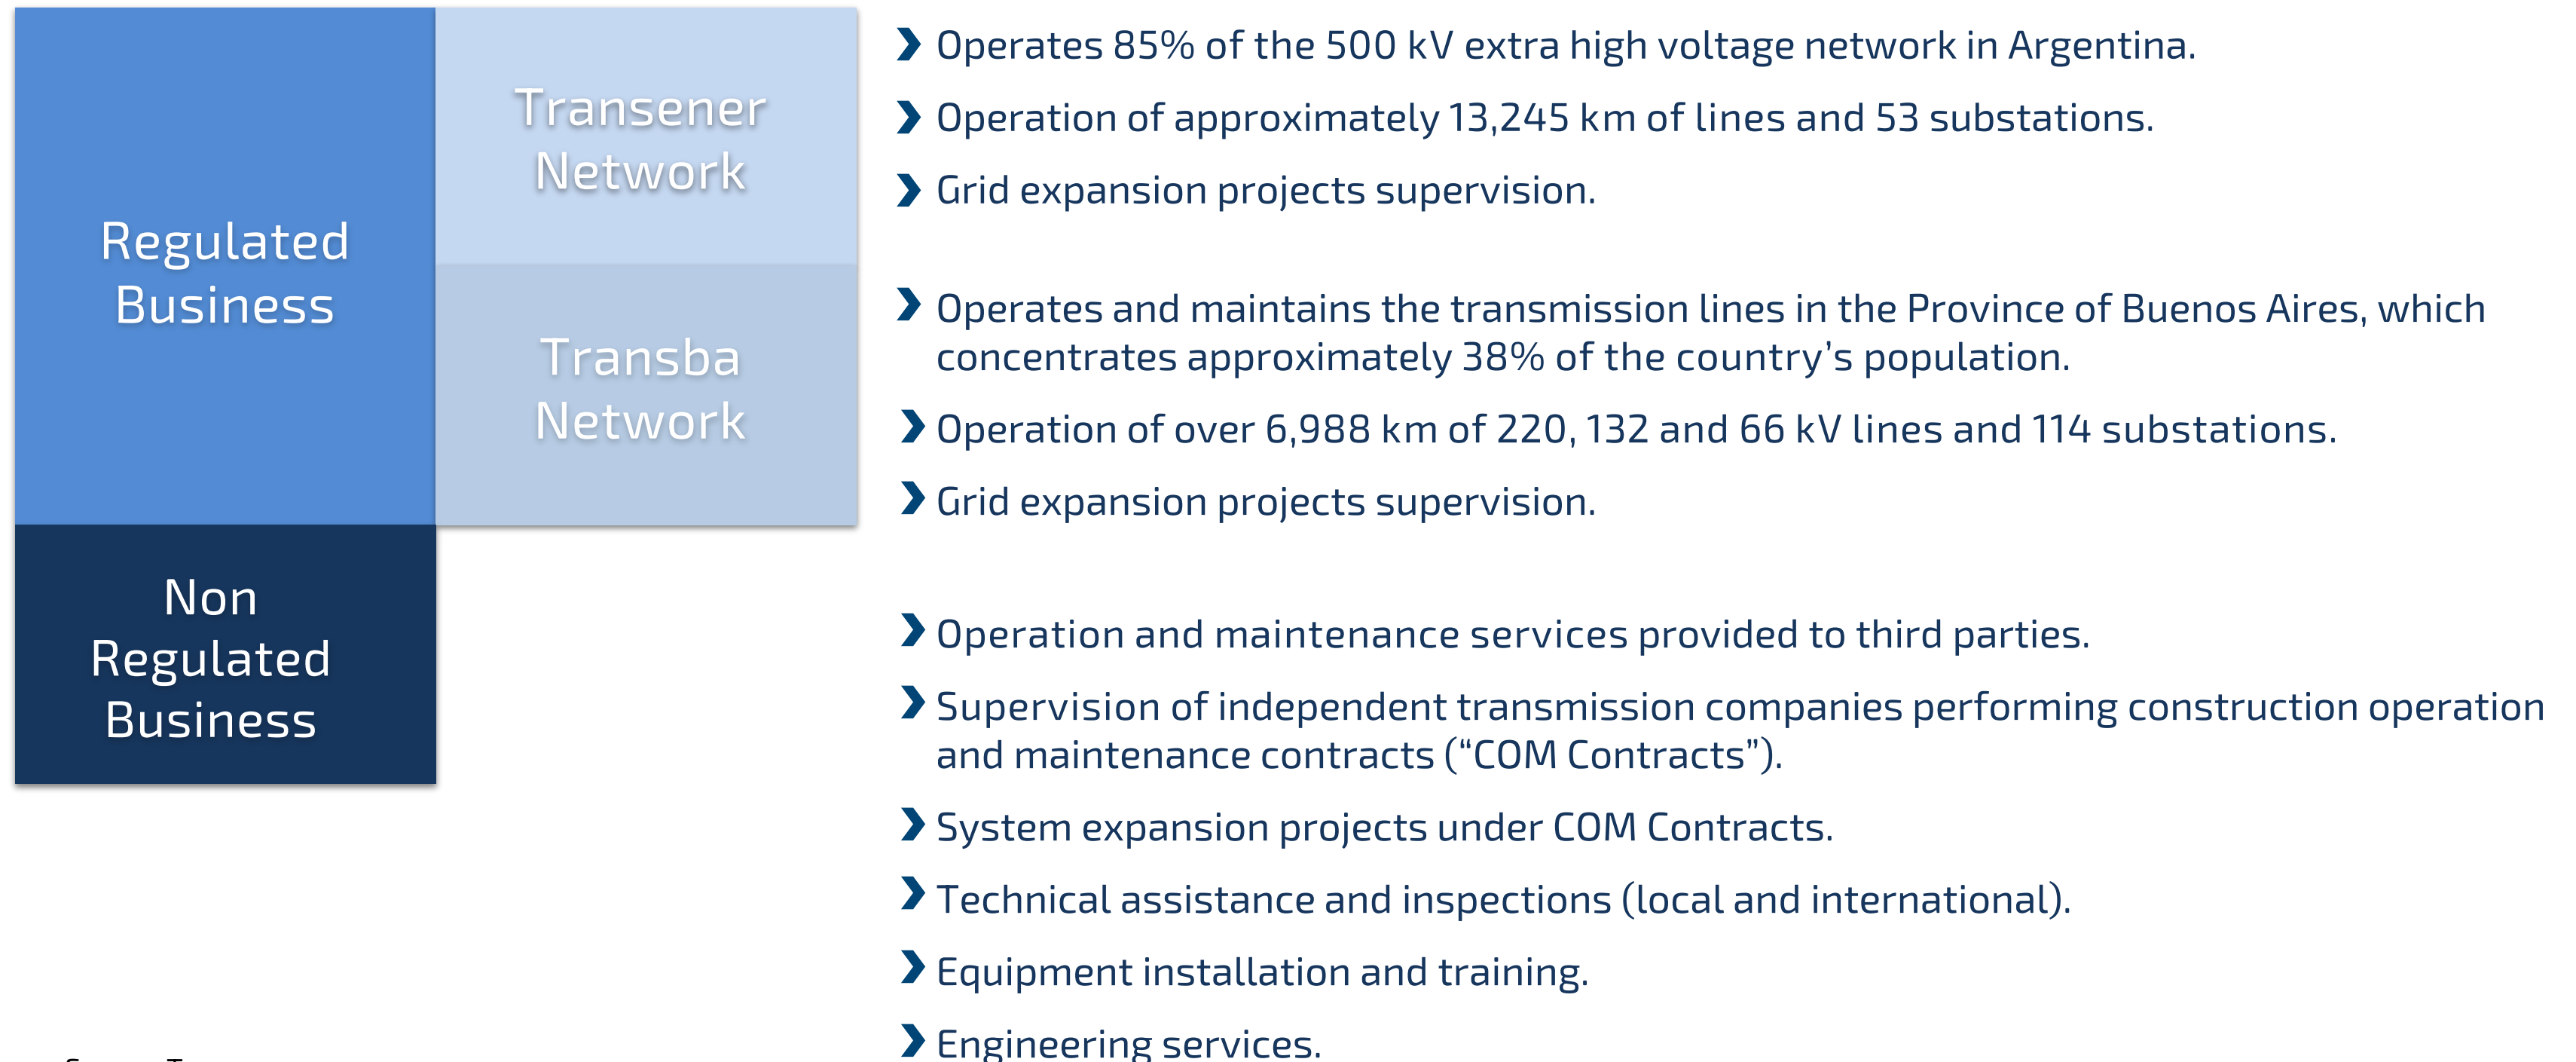 Regulated
Business
Transener
Network
Operates 85% of the 500 kV extra high voltage network in Argentina.
Operation of approximately 13,245 km of lines and 53 substations.
Grid expansion projects supervision.
Transba
Network
Operates and maintains the transmission lines in the Province of Buenos Aires, which
concentrates approximately 38% of the country’s population.
Operation of over 6,988 km of 220, 132 and 66 kV lines and 114 substations.
Grid expansion projects supervision.
Non
Regulated
Business
Operation and maintenance services provided to third parties.
Supervision of independent transmission companies performing construction operation
and maintenance contracts (“COM Contracts”).
System expansion projects under COM Contracts.
Technical assistance and inspections (local and international).
Equipment installation and training.
Engineering services.